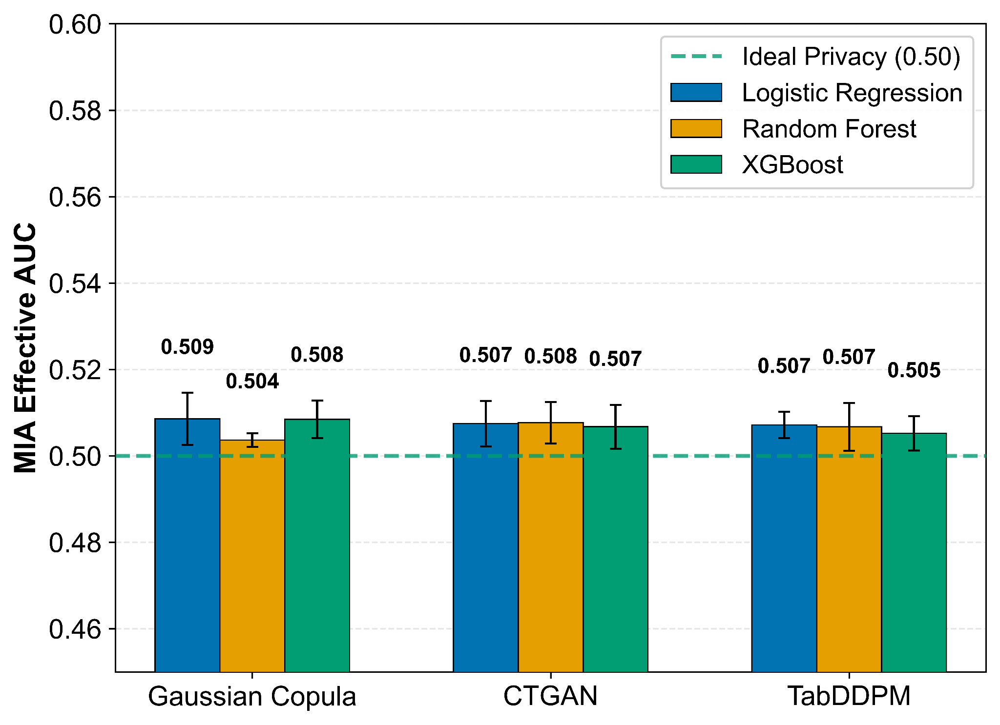 MIA Effective AUC
0.60
0.58
0.56
0.54
0.52
0.50
0.48
0.46
Ideal Privacy (0.50)
Logistic Regression
Random Forest
XGBoost
0.509
0.504
0.508
0.507
0.508
0.507
0.507
0.507
0.505
Gaussian Copula
CTGAN
TabDDPM